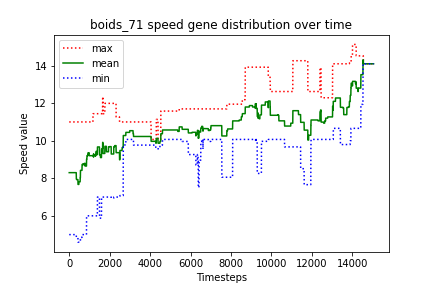 boids_71 speed gene distribution over time
max
mean
min
Speed value
14
12
10
8
6
0
2000
4000
6000
8000
10000
12000
14000
Timesteps